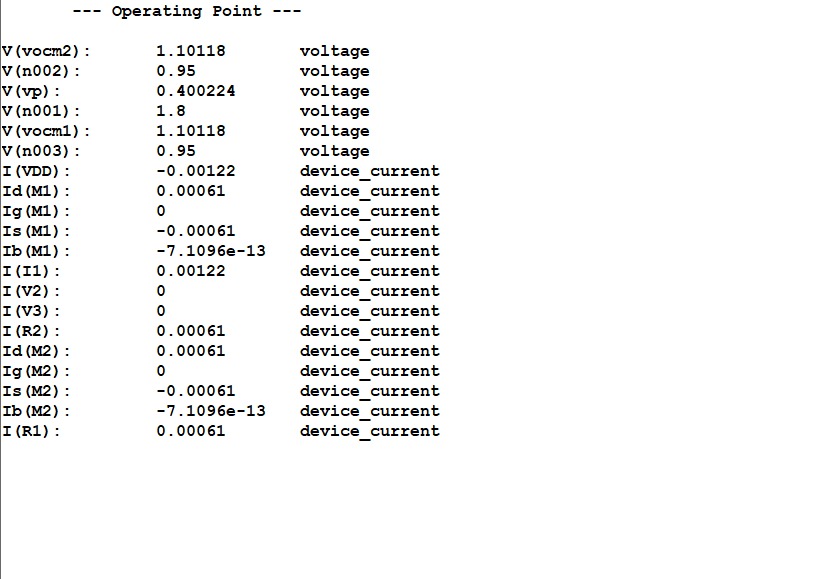 --- Operating Point ---
V(vocm2): 1.10118 voltage
V(n002): 0.95 voltage
V(vp): 0.400224 voltage
V(n001): 1.8 voltage
V(vocm1): 1.10118 voltage
V(n003): 0.95 voltage
I(VDD): -0.00122 device_current
Id(M1): 0.00061 device_current
Ig(M1): 0 device_current
Is(M1): -0.00061 device_current
Ib(M1): -7.1096e-13 device_current
I(I1): 0.00122 device_current
I(V2): 0 device_current
I(V3): 0 device_current
I(R2): 0.00061 device_current
Id(M2): 0.00061 device_current
Ig(M2): 0 device_current
Is(M2): -0.00061 device_current
Ib(M2): -7.1096e-13 device_current
I(R1): 0.00061 device_current